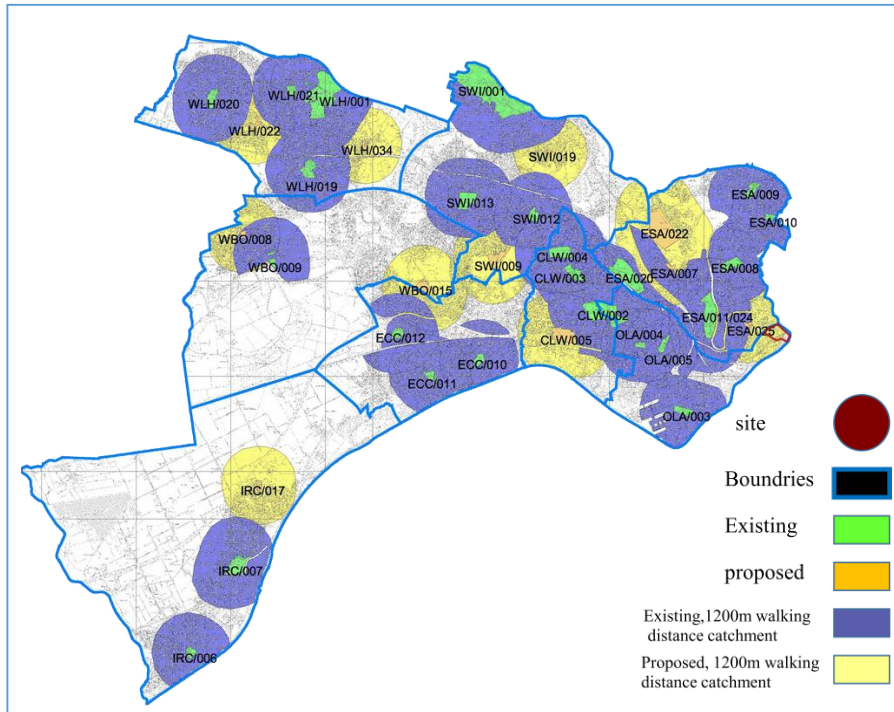 SWI/001
WLH/021
WLH/001
WLH/020
WLH/022
WLH/034
SWI/019
WLH/019
ESA/009
SWI/013
SWI/012
ESA/010
ESA/022
WBO/008
CLW/004
WBO/009
SWI/009
CLW/003
ESA/020
ESA/007
ESA/008
WBO/015
CLW/002
ESA/011/024
ECC/012
OLA/004
ESA/025
CLW/005
OLA/005
ECC/010
ECC/011
OLA/003
site
Boundries
IRC/017
Existing
IRC/007
proposed
Existing,1200m walking
distance catchment
IRC/006
Proposed, 1200m walking
distance catchment